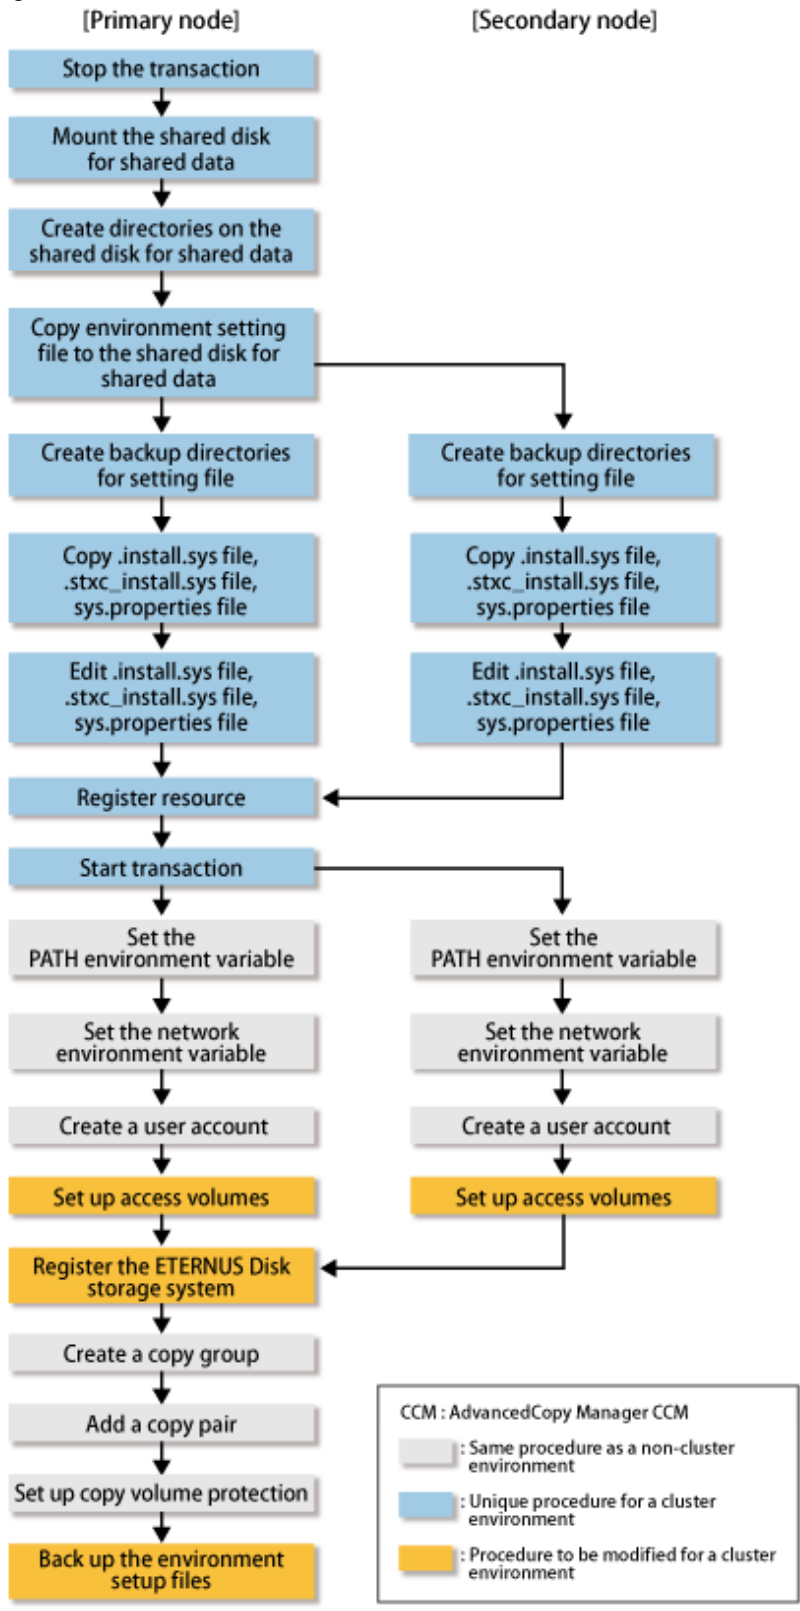 [Primary node]
[Secondary node]
Stop the transaction
Mount the shared disk
for shared data
Create directories on the
shared disk for shared data
Copy environment setting
file to the shared disk for
shared data
Create backup directories
for setting file
Create backup directories
for setting file
Copy .install.sys file,
.stxc_install.sys file,
sys.properties file
Copy .install.sys file,
.stxc_install.sys file,
sys.properties file
Edit .install.sys file,
.stxc_install.sys file,
sys.properties file
Edit .install.sys file,
.stxc_install.sys file,
sys.properties file
Register resource
Start transaction
Set the
PATH environment variable
Set the
PATH environment variable
Set the network
environment variable
Set the network
environment variable
Create a user account
Create a user account
Set up access volumes
Set up access volumes
Register the ETERNUS Disk
storage system
Create a copy group
Add a copy pair
Set up copy volume protection
Back up the environment
setup files
CCM : AdvancedCopy Manager CCM
: Same procedure as a non-cluster
environment
: Unique procedure for a cluster
environment
: Procedure to be modified for a cluster
environment